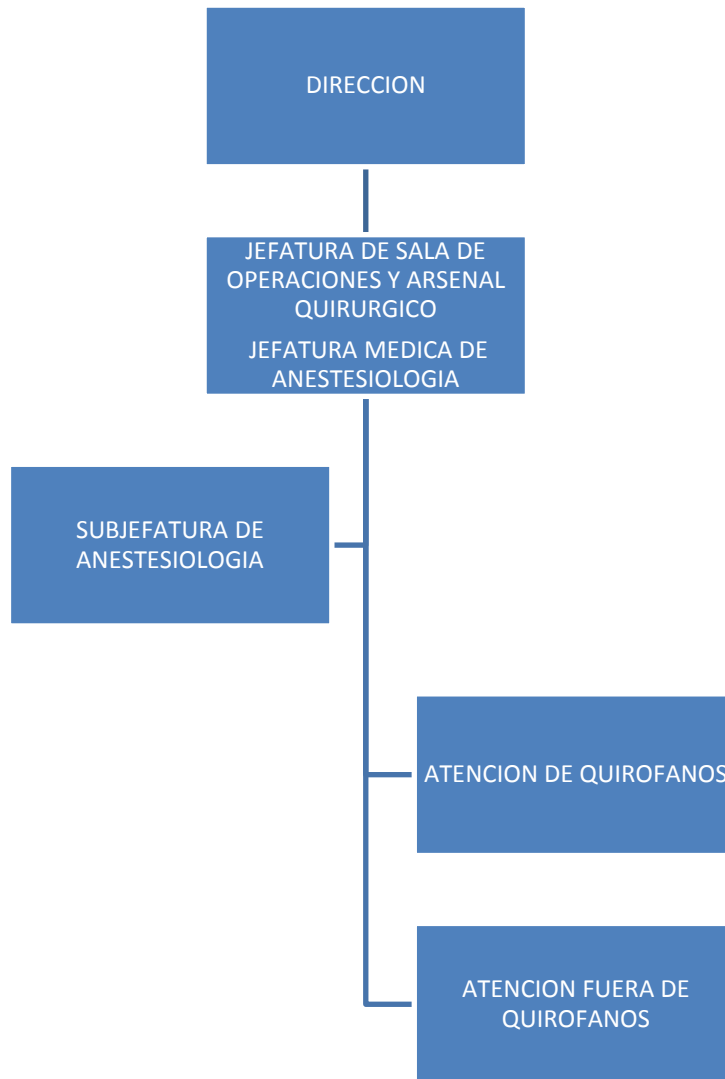 DIRECCION
JEFATURA DE SALA DE
OPERACIONES Y ARSENAL
QUIRURGICO
JEFATURA MEDICA DE
ANESTESIOLOGIA
SUBJEFATURA DE
ANESTESIOLOGIA
ATENCION DE QUIROFANOS
ATENCION FUERA DE
QUIROFANOS